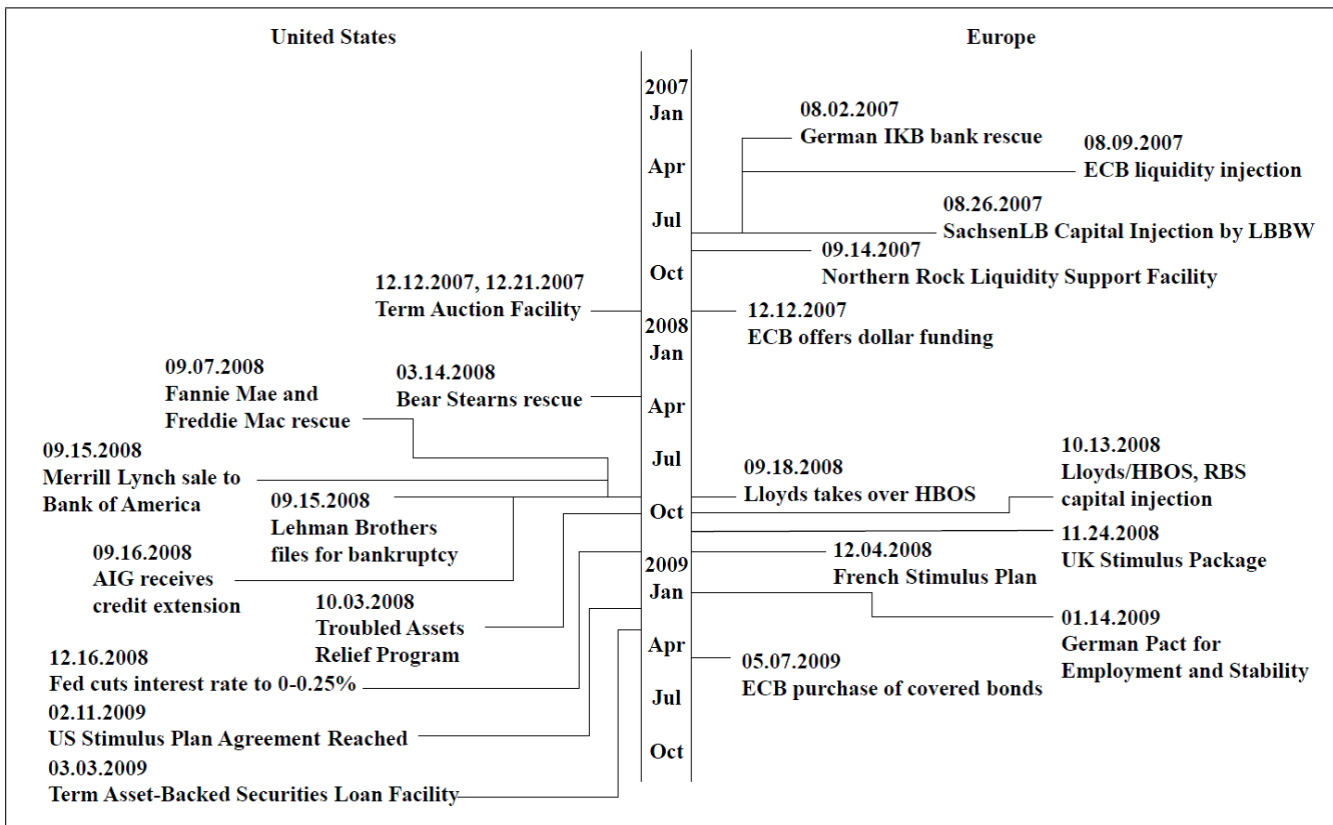 United States
Europe
2007
Jan
Apr
Jul
Oct
2008
Jan
Apr
Jul
Oct
2009
Jan
Apr
Jul
Oct
12.12.2007, 12.21.2007
Term Auction Facility
09.07.2008
Fannie Mae and
Freddie Mac rescue
03.14.2008
Bear Stearns rescue
09.15.2008
Merrill Lynch sale to
Bank of America
09.15.2008
Lehman Brothers
files for bankruptcy
09.16.2008
AIG receives
credit extension
10.03.2008
Troubled Assets
Relief Program
12.16.2008
Fed cuts interest rate to 0-0.25%
02.11.2009
US Stimulus Plan Agreement Reached
03.03.2009
Term Asset-Backed Securities Loan Facility
08.02.2007
German IKB bank rescue
08.09.2007
ECB liquidity injection
08.26.2007
SachsenLB Capital Injection by LBBW
09.14.2007
Northern Rock Liquidity Support Facility
12.12.2007
ECB offers dollar funding
09.18.2008
Lloyds takes over HBOS
10.13.2008
Lloyds/HBOS, RBS
capital injection
11.24.2008
UK Stimulus Package
12.04.2008
French Stimulus Plan
01.14.2009
German Pact for
Employment and Stability
05.07.2009
ECB purchase of covered bonds